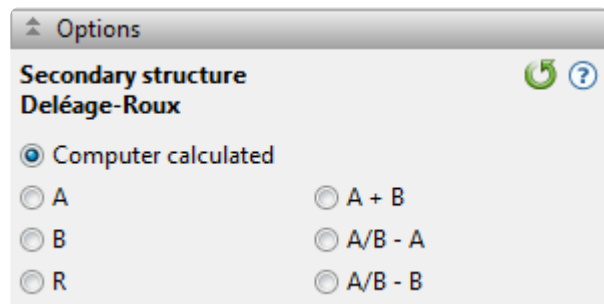 Options
Secondary structure
Deléage-Roux
?
Computer calculated
A A + B
B A/B - A
R A/B - B